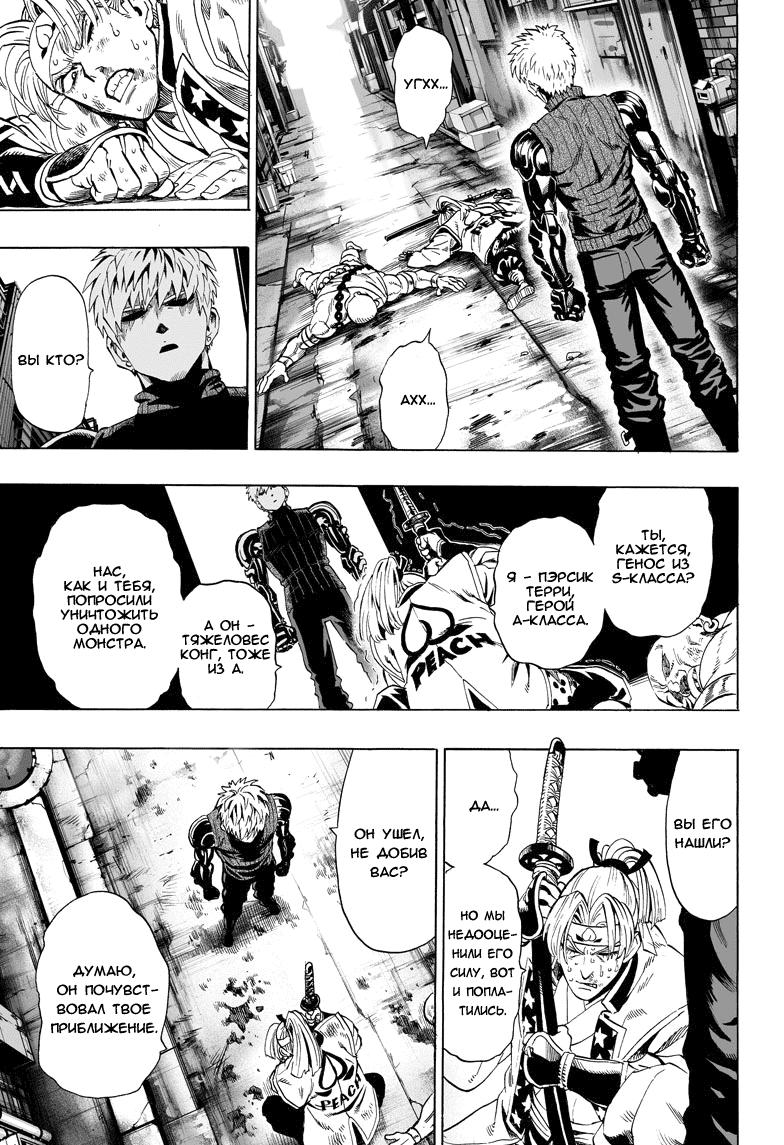 УГХХ...
АХХ...
ВЫ КТО?
ТЫ,
КАЖЕТСЯ,
ГЕНОС ИЗ
S-КЛАССА?
Я - ПЭРСИК
ТЕРРИ,
ГЕРОЙ
А-КЛАССА.
А ОН -
ТЯЖЕЛОВЕС
КОНГ, ТОЖЕ
ИЗ А.
НАС,
КАК И ТЕБЯ,
ПОПРОСИЛИ
УНИЧТОЖИТЬ
ОДНОГО
МОНСТРА.
PEACH
ВЫ ЕГО
НАШЛИ?
ДА...
НО МЫ
НЕДООЦЕ-
НИЛИ ЕГО
СИЛУ, ВОТ
И ПОПЛА-
ТИЛИСЬ.
ОН УШЕЛ,
НЕ ДОБИВ
ВАС?
ДУМАЮ,
ОН ПОЧУВСТ-
ВОВАЛ ТВОЕ
ПРИБЛИЖЕНИЕ.
PEACH